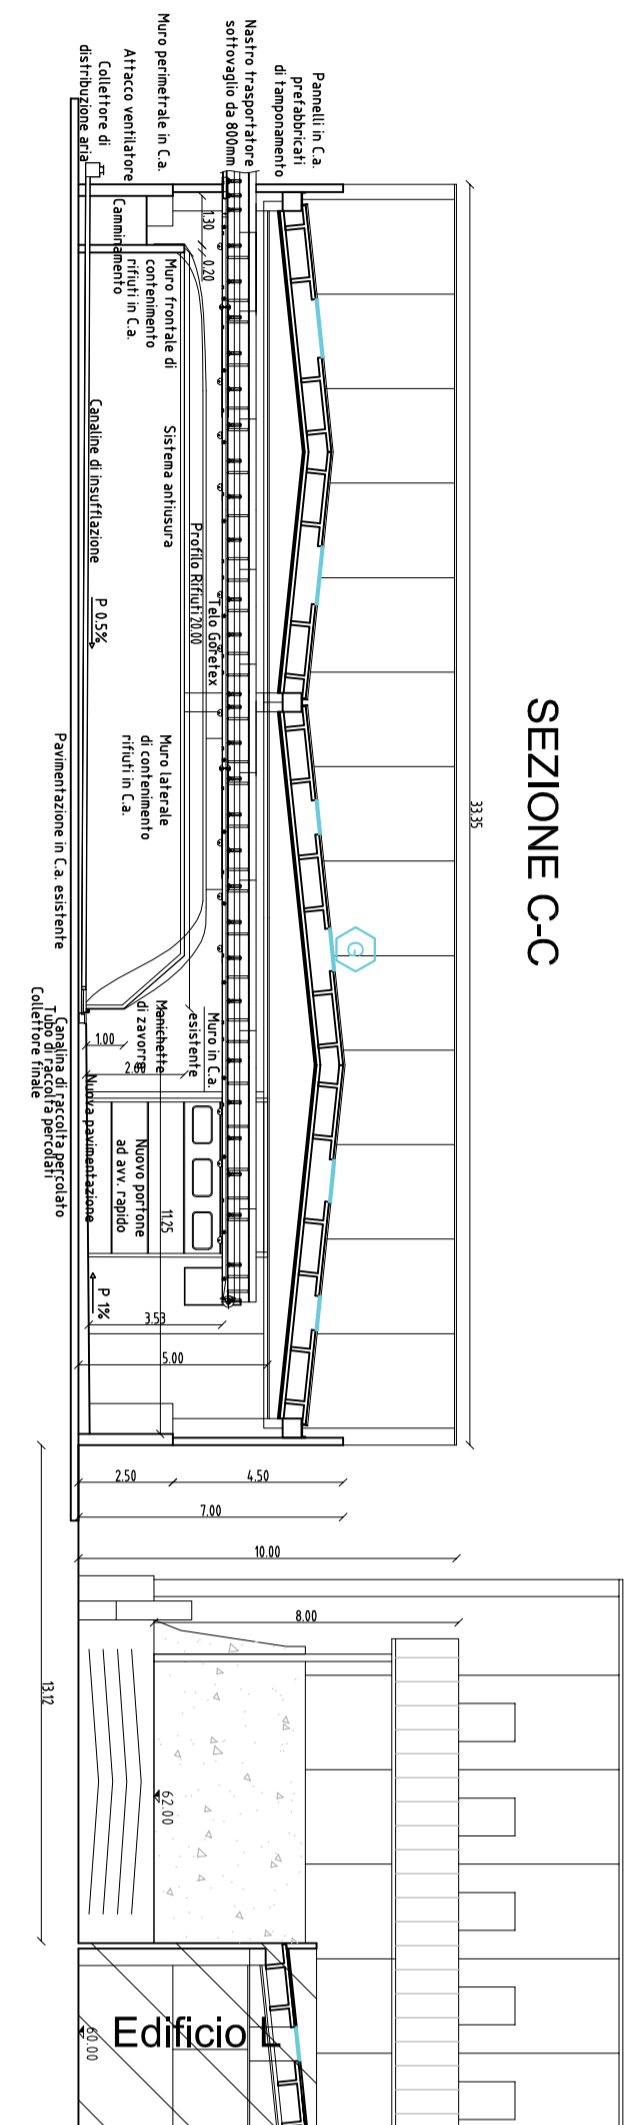 SEZIONE C-C
33.35
Pannelli in C.a.
prefabbricati
di tamponamento
Nastro trasportatore
sottovaglio da 800mm
Muro perimetrale in C.a.
Attacco ventilatore
Collettore di
distribuzione aria
1.30
0.20
Camminamento
Muro frontale di
contenimento
rifiuti in C.a.
Sistema antiusura
Canaline di insufflazione
Profilo Rifiuti
20.00
Telo Goretex
P 0.5%
Muro laterale
di contenimento
rifiuti in C.a.
Pavimentazione in C.a. esistente
G
Muro in C.a.
esistente
Manichette
di zavorra
1.00
Nuova pavimentazione
Canalina di raccolta percolato
Tubo di raccolta percolati
Collettore finale
Nuovo portone
ad avv. rapido
11.25
P 1%
3.53
5.00
2.50
4.50
7.00
10.00
8.00
13.12
62.00
60.00
Edificio L